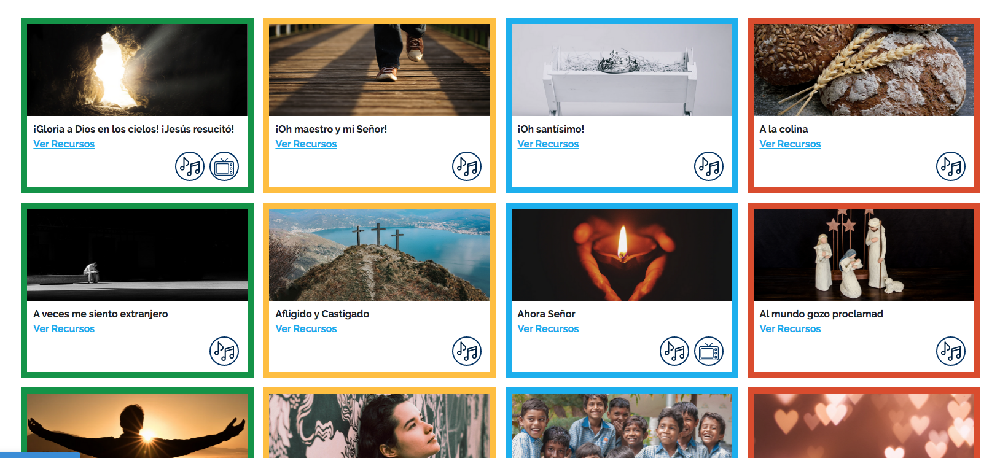 ¡Gloria a Dios en los cielos! ¡Jesús resucitó!
Ver Recursos
¡Oh maestro y mi Señor!
Ver Recursos
¡Oh santísimo!
Ver Recursos
A la colina
Ver Recursos
A veces me siento extranjero
Ver Recursos
Afligido y Castigado
Ver Recursos
Ahora Señor
Ver Recursos
Al mundo gozo proclamad
Ver Recursos